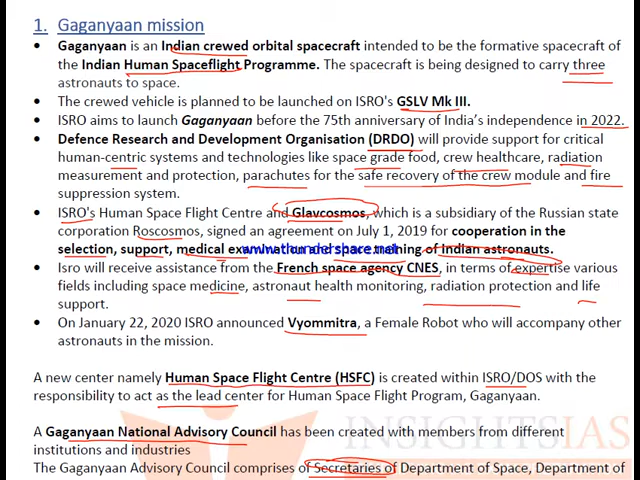 1. Gaganyaan mission
• Gaganyaan is an Indian crewed orbital spacecraft intended to be the formative spacecraft of
the Indian Human Spaceflight Programme. The spacecraft is being designed to carry three
astronauts to space.
• The crewed vehicle is planned to be launched on ISRO's GSLV Mk III.
• ISRO aims to launch Gaganyaan before the 75th anniversary of India's independence in 2022.
• Defence Research and Development Organisation (DRDO) will provide support for critical
human-centric systems and technologies like space grade food, crew healthcare, radiation
measurement and protection, parachutes for the safe recovery of the crew module and fire
suppression system.
• ISRO's Human Space Flight Centre and Glavcosmos, which is a subsidiary of the Russian state
corporation Roscosmos, signed an agreement on July 1, 2019 for cooperation in the
selection, support, medical examination and space training of Indian astronauts.
www.thundershare.net
• Isro will receive assistance from the French space agency CNES, in terms of expertise various
fields including space medicine, astronaut health monitoring, radiation protection and life
support.
• On January 22, 2020 ISRO announced Vyommitra, a Female Robot who will accompany other
astronauts in the mission.
A new center namely Human Space Flight Centre (HSFC) is created within ISRO/DOS with the
responsibility to act as the lead center for Human Space Flight Program, Gaganyaan.
A Gaganyaan National Advisory Council has been created with members from different
institutions and industries
The Gaganyaan Advisory Council comprises of Secretaries of Department of Space, Department of
INSIGHTSIAS